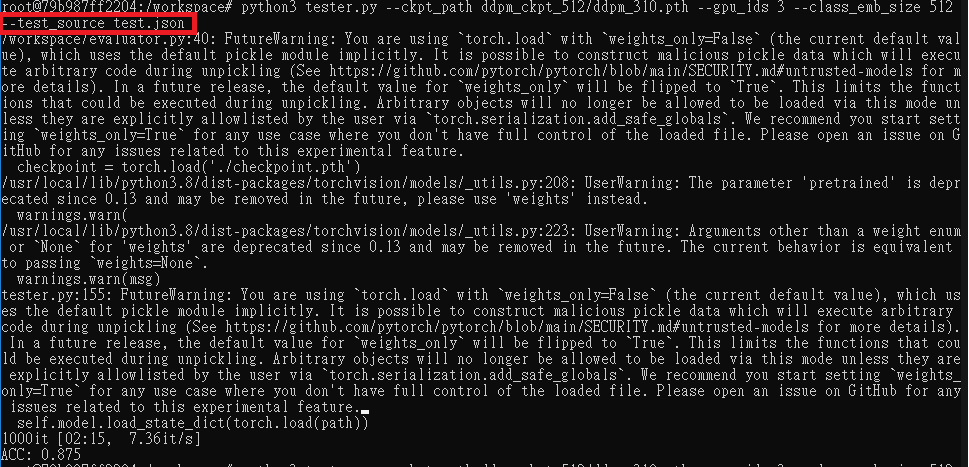 root@79b987ff2204:/workspace# python3 tester.py --ckpt_path ddpm_ckpt_512/ddpm_310.pth --gpu_ids 3 --class_emb_size 512
--test_source test.json
/workspace/evaluator.py:40: FutureWarning: You are using `torch.load` with `weights_only=False` (the current default val
ue), which uses the default pickle module implicitly. It is possible to construct malicious pickle data which will execu
te arbitrary code during unpickling (See https://github.com/pytorch/pytorch/blob/main/SECURITY.md#untrusted-models for m
ore details). In a future release, the default value for `weights_only` will be flipped to `True`. This limits the funct
ions that could be executed during unpickling. Arbitrary objects will no longer be allowed to be loaded via this mode un
less they are explicitly allowlisted by the user via `torch.serialization.add_safe_globals`. We recommend you start sett
ing `weights_only=True` for any use case where you don't have full control of the loaded file. Please open an issue on G
itHub for any issues related to this experimental feature.
checkpoint = torch.load('./checkpoint.pth')
/usr/local/lib/python3.8/dist-packages/torchvision/models/_utils.py:208: UserWarning: The parameter 'pretrained' is depr
ecated since 0.13 and may be removed in the future, please use 'weights' instead.
warnings.warn(
/usr/local/lib/python3.8/dist-packages/torchvision/models/_utils.py:223: UserWarning: Arguments other than a weight enum
or `None` for 'weights' are deprecated since 0.13 and may be removed in the future. The current behavior is equivalent
to passing `weights=None`.
warnings.warn(msg)
tester.py:155: FutureWarning: You are using `torch.load` with `weights_only=False` (the current default value), which us
es the default pickle module implicitly. It is possible to construct malicious pickle data which will execute arbitrary
code during unpickling (See https://github.com/pytorch/pytorch/blob/main/SECURITY.md#untrusted-models for more details).
In a future release, the default value for `weights_only` will be flipped to `True`. This limits the functions that cou
ld be executed during unpickling. Arbitrary objects will no longer be allowed to be loaded via this mode unless they are
explicitly allowlisted by the user via `torch.serialization.add_safe_globals`. We recommend you start setting `weights_
only=True` for any use case where you don't have full control of the loaded file. Please open an issue on GitHub for any
issues related to this experimental feature.
self.model.load_state_dict(torch.load(path))
1000it [02:15, 7.36it/s]
ACC: 0.875